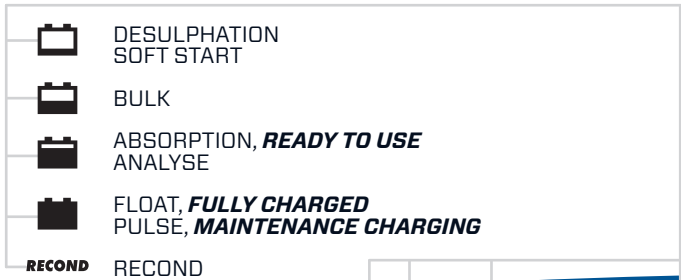 DESULPHATION
SOFT START
BULK
ABSORPTION, READY TO USE
ANALYSE
FLOAT, FULLY CHARGED
PULSE, MAINTENANCE CHARGING
RECOND RECOND